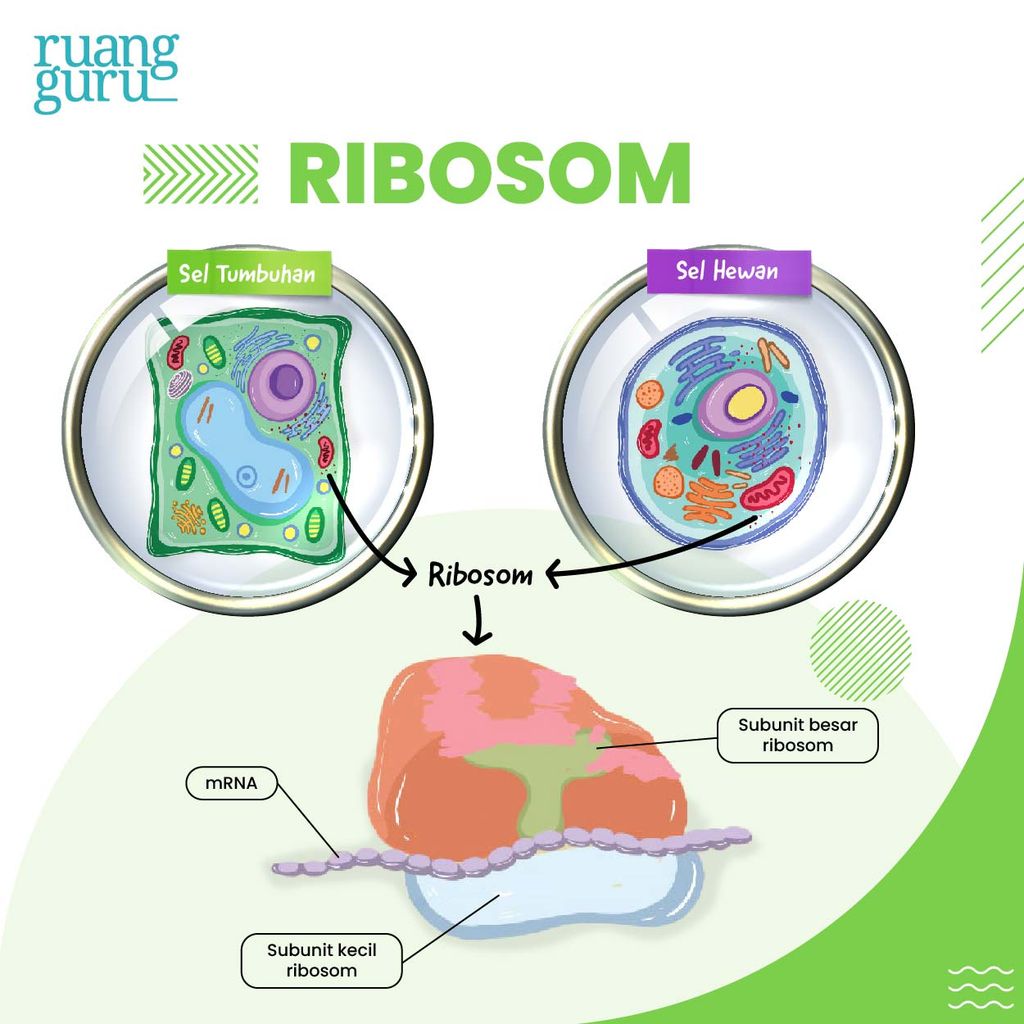 ruang
guru
RIBOSOM
Sel Tumbuhan
Sel Hewan
Ribosom
Subunit besar
ribosom
mRNA
Subunit kecil
ribosom